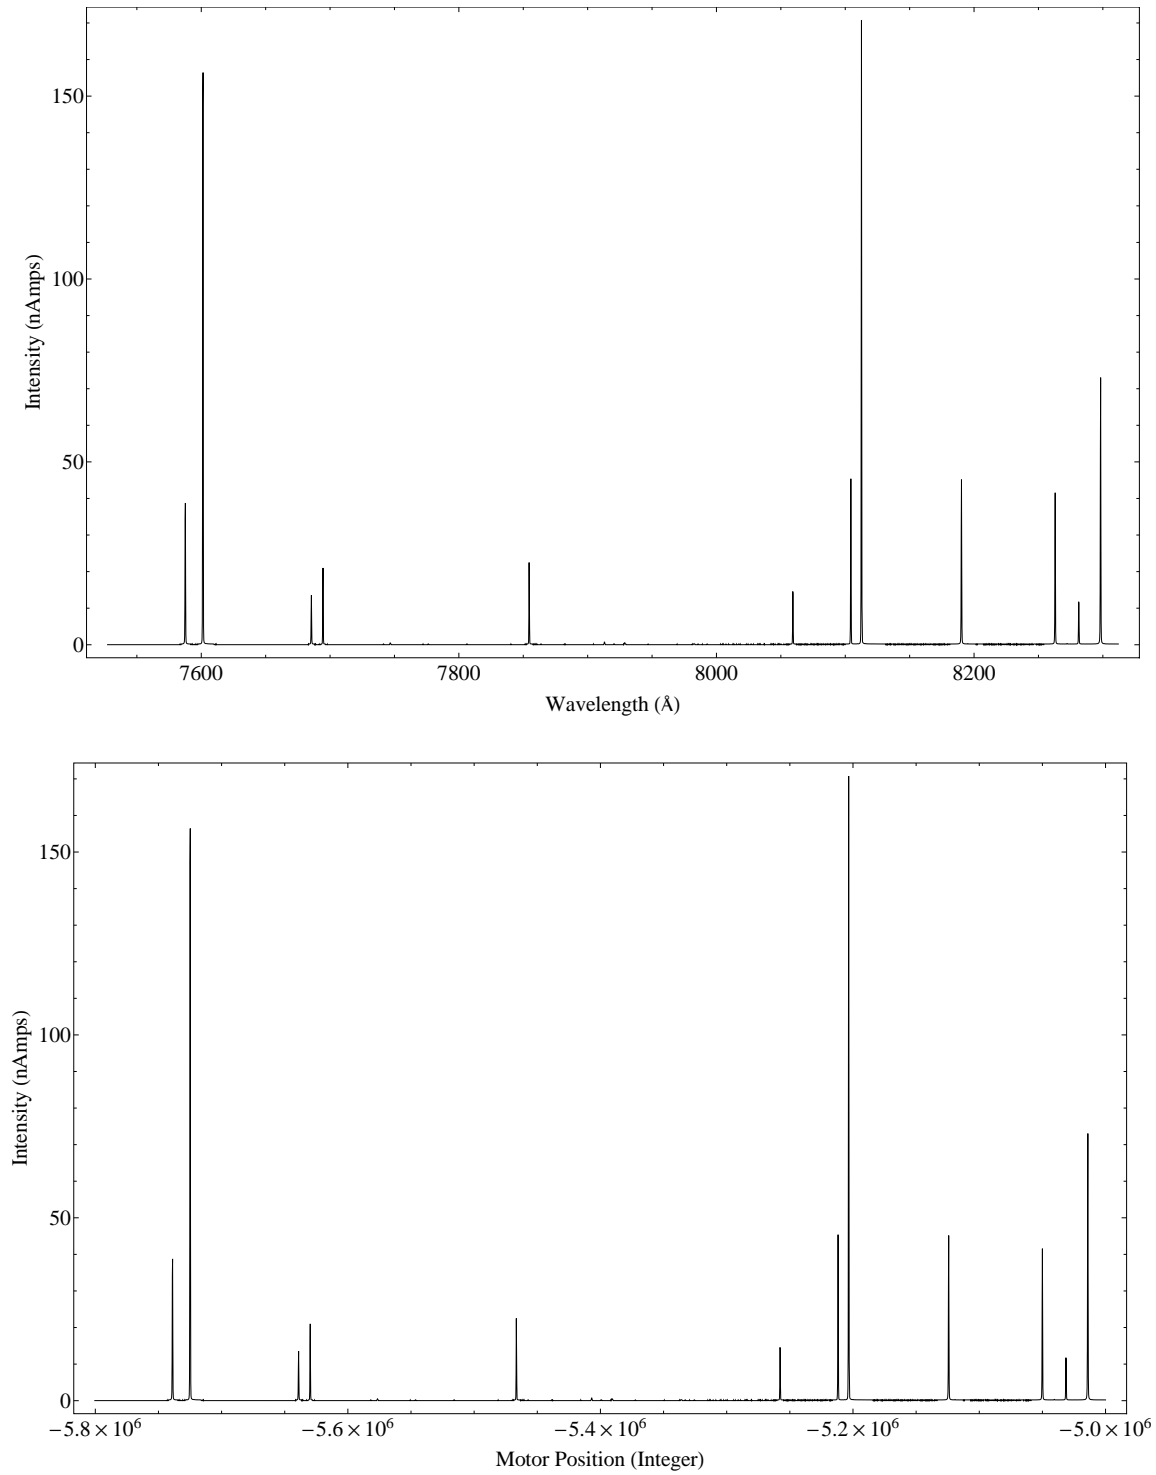 150
100
50
0
Intensity (nAmps)
7600 7800 8000 8200
Wavelength (Å)
150
100
50
0
Intensity (nAmps)
−5.8×10⁶ −5.6×10⁶ −5.4×10⁶ −5.2×10⁶ −5.0×10⁶
Motor Position (Integer)